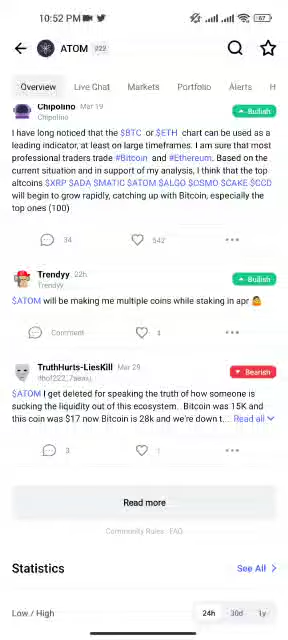 10:52 PM
67
ATOM #22
Overview Live Chat Markets Portfolio Alerts H
Chipolino Mar 19
Bullish
Chipolino
I have long noticed that the $BTC or $ETH chart can be used as a
leading indicator, at least on large timeframes. I am sure that most
professional traders trade #Bitcoin and #Ethereum. Based on the
current situation and in support of my analysis, I think that the top
altcoins $XRP $ADA $MATIC $ATOM $ALGO $OSMO $CAKE $CCD
will begin to grow rapidly, catching up with Bitcoin, especially the
top ones (100)
34 542
Trendyy 22h
Bullish
Trendyy
$ATOM will be making me multiple coins while staking in apr
Comment
TruthHurts-LiesKill Mar 29
Bearish
$ATOM I get deleted for speaking the truth of how someone is
sucking the liquidity out of this ecosystem. Bitcoin was 15K and
this coin was $17 now Bitcoin is 28k and we're down t... Read all
3 1
Read more
Community Rules · FAQ
Statistics
See All
Low / High
24h 30d 1y